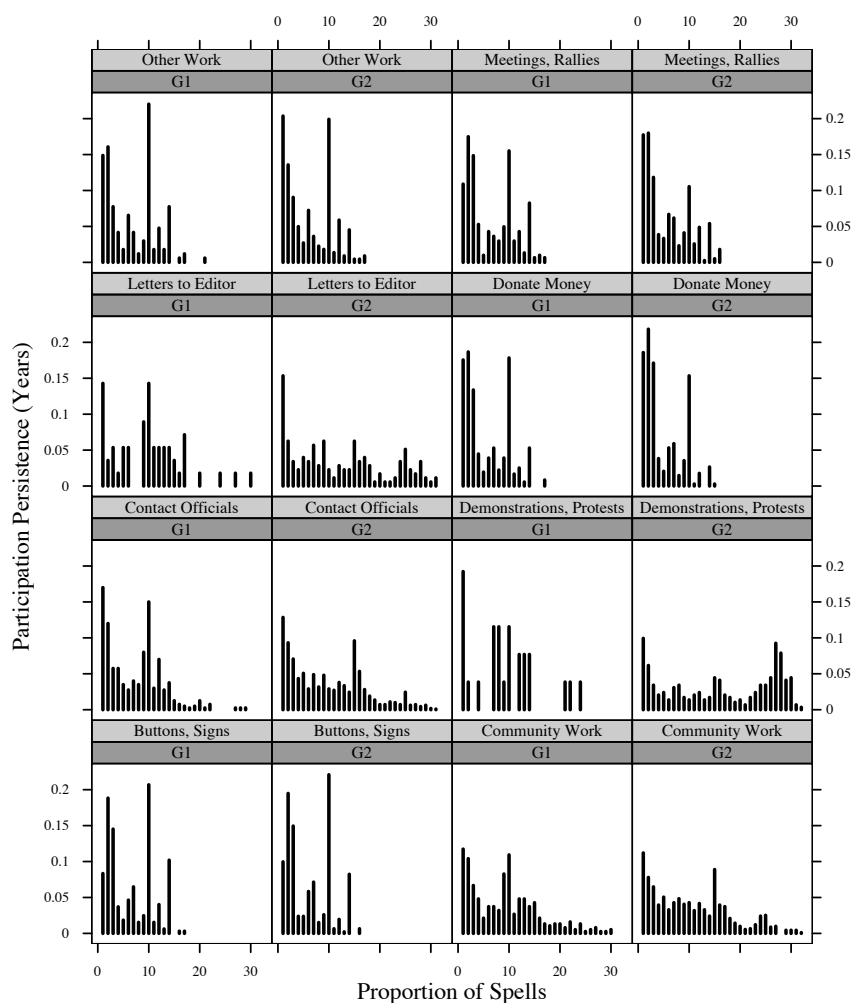 0 10 20 30
Other Work Other Work Meetings, Rallies Meetings, Rallies
G1 G2 G1 G2
0.2
0.15
0.1
0.05
0
Letters to Editor Letters to Editor Donate Money Donate Money
G1 G2 G1 G2
0.2
0.15
0.1
0.05
0
Contact Officials Contact Officials Demonstrations, Protests Demonstrations, Protests
G1 G2 G1 G2
0.2
0.15
0.1
0.05
0
Buttons, Signs Buttons, Signs Community Work Community Work
G1 G2 G1 G2
0.2
0.15
0.1
0.05
0
0 10 20 30 0 10 20 30
Participation Persistence (Years)
Proportion of Spells
0 10 20 30